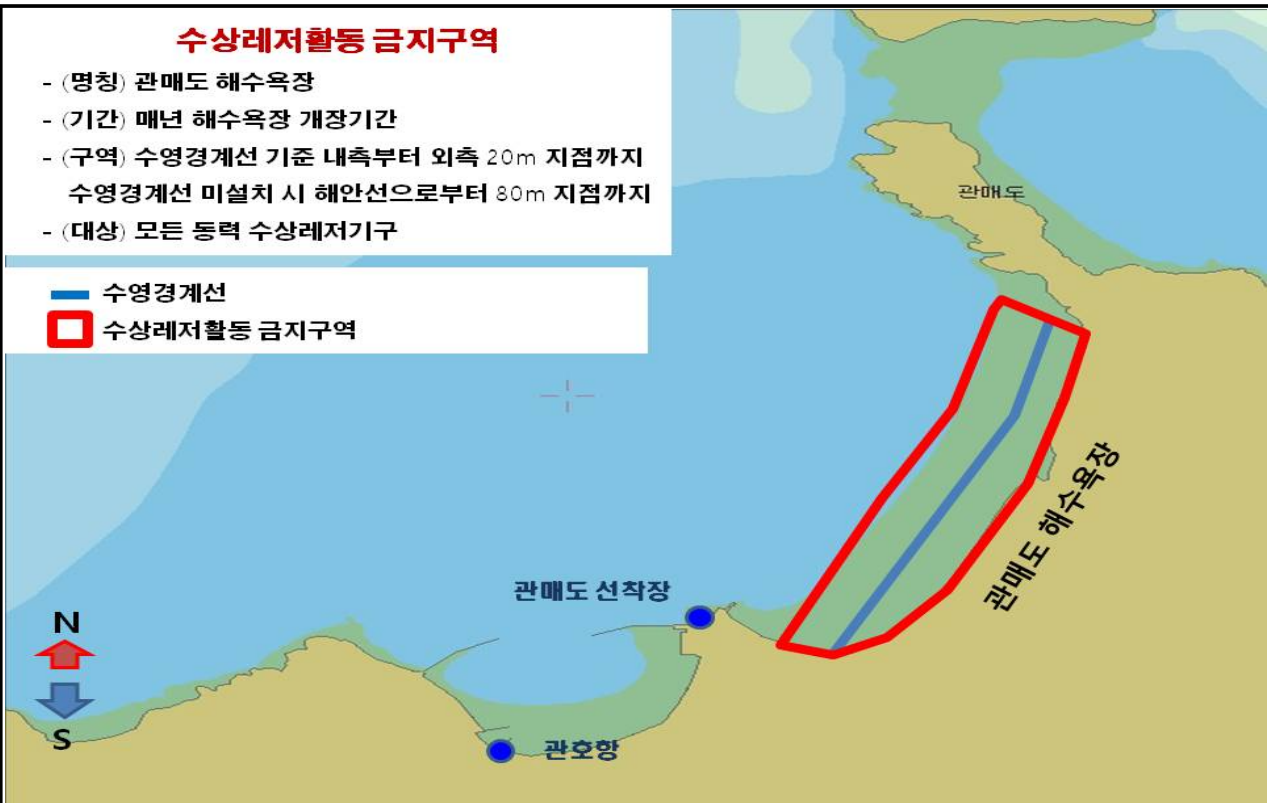 수상레저활동 금지구역
- (명칭) 관매도 해수욕장
- (기간) 매년 해수욕장 개장기간
- (구역) 수영경계선 기준 내측부터 외측 20m 지점까지
수영경계선 미설치 시 해안선으로부터 80m 지점까지
- (대상) 모든 동력 수상레저기구
수영경계선
수상레저활동 금지구역
관매도
관매도 해수욕장
관매도 선착장
관호항
N
S